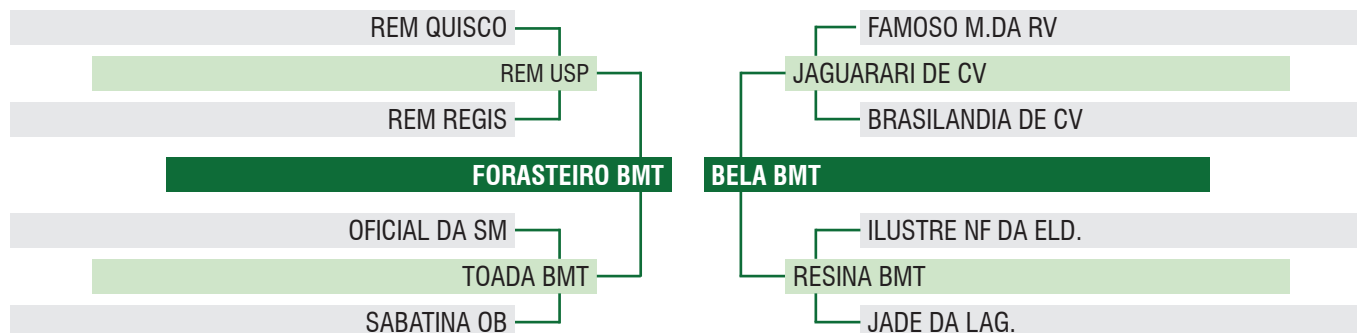 REM QUISCO
REM USP
REM REGIS
FORASTEIRO BMT
OFICIAL DA SM
TOADA BMT
SABATINA OB
FAMOSO M.DA RV
JAGUARARI DE CV
BRASILANDIA DE CV
BELA BMT
ILUSTRE NF DA ELD.
RESINA BMT
JADE DA LAG.